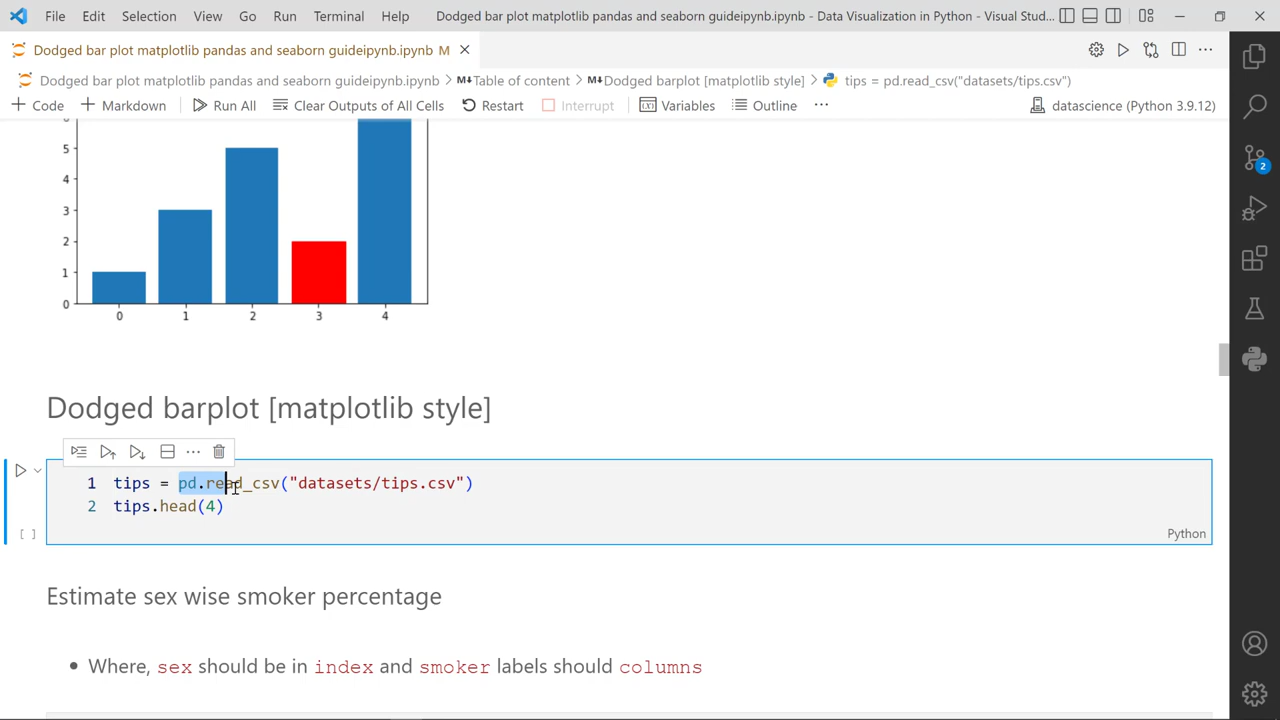 File Edit Selection View Go Run Terminal Help Dodged bar plot matplotlib pandas and seaborn guideipynb.ipynb - Data Visualization in Python - Visual Stud...
Dodged bar plot matplotlib pandas and seaborn guideipynb.ipynb M
Dodged bar plot matplotlib pandas and seaborn guideipynb.ipynb > M Table of content > M Dodged barplot [matplotlib style] > tips = pd.read_csv("datasets/tips.csv")
+ Code + Markdown Run All Clear Outputs of All Cells Restart Interrupt Variables Outline ... datascience (Python 3.9.12)
6
5
4
3
2
1
0
0 1 2 3 4
2
Dodged barplot [matplotlib style]
1 tips = pd.read_csv("datasets/tips.csv")
2 tips.head(4)
[ ] Python
Estimate sex wise smoker percentage
• Where, sex should be in index and smoker labels should columns